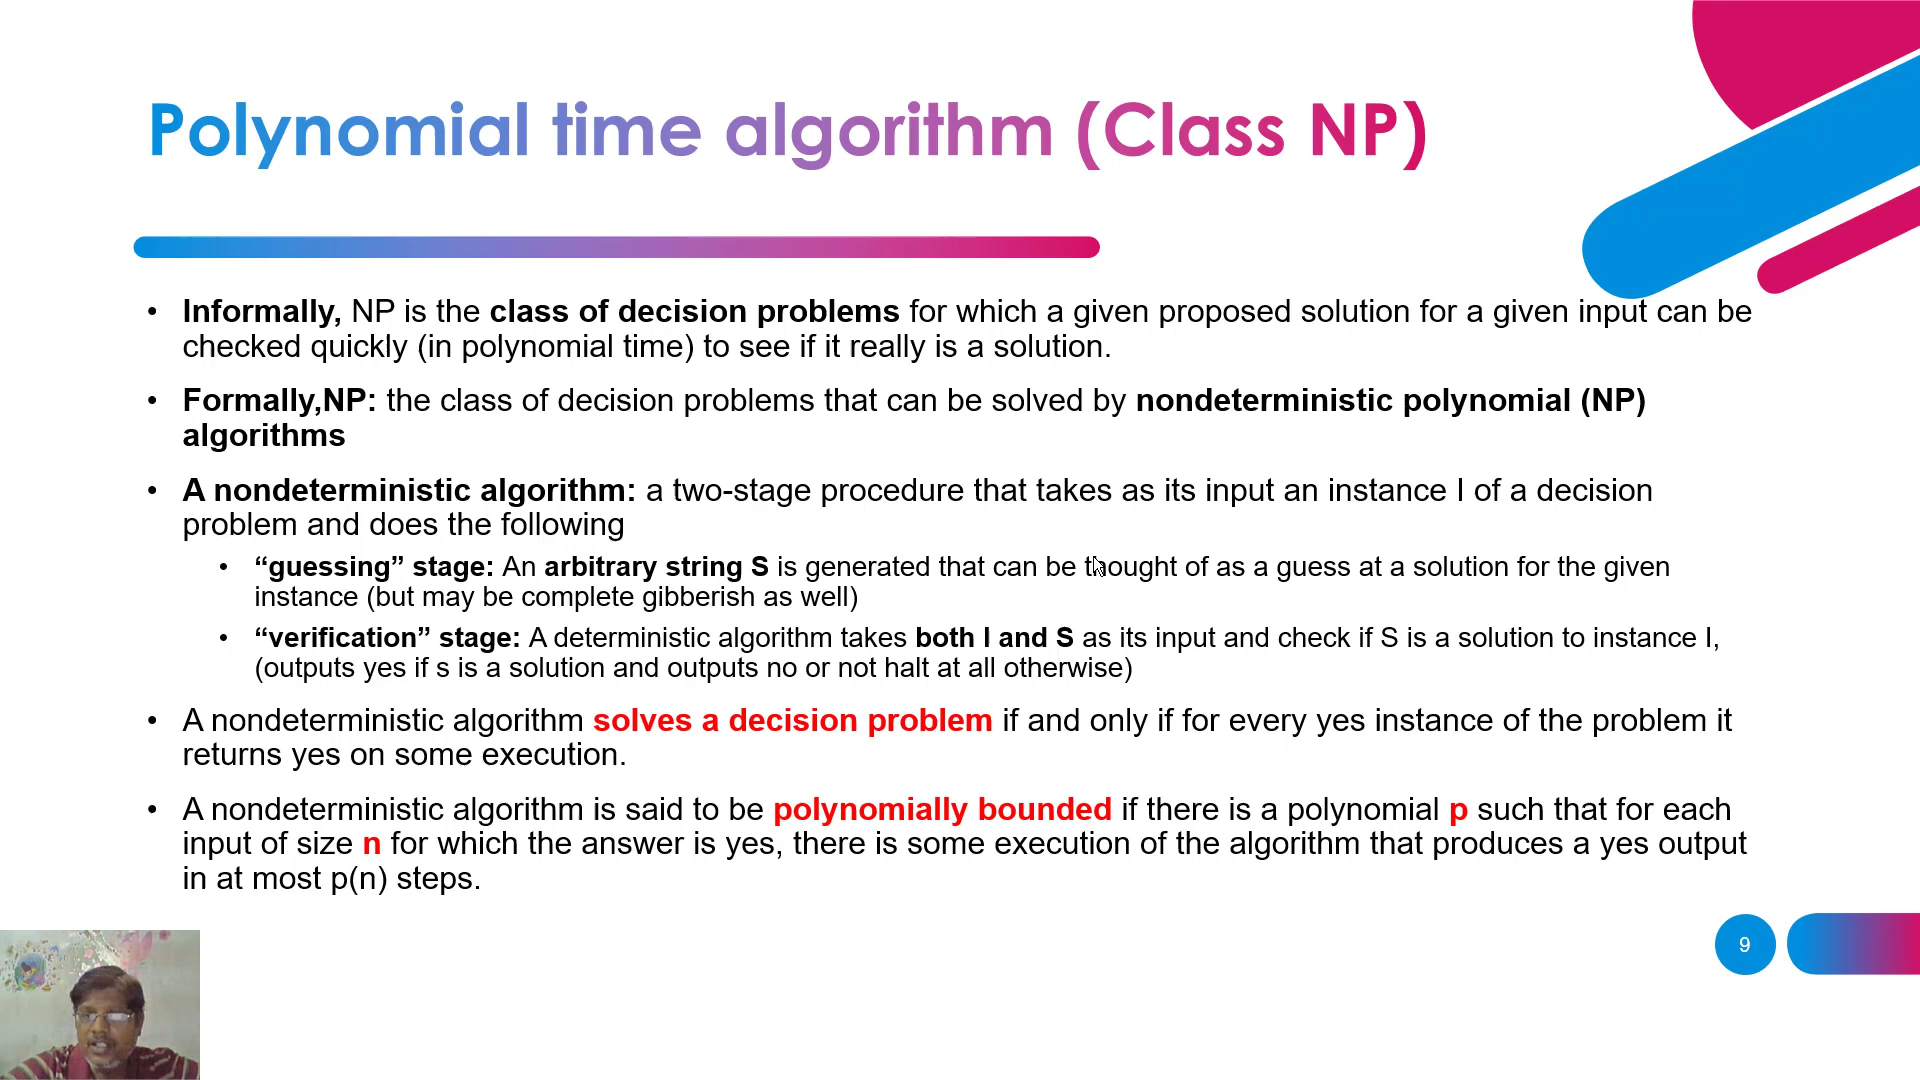 Polynomial time algorithm (Class NP)
• Informally, NP is the class of decision problems for which a given proposed solution for a given input can be
checked quickly (in polynomial time) to see if it really is a solution.
• Formally,NP: the class of decision problems that can be solved by nondeterministic polynomial (NP)
algorithms
• A nondeterministic algorithm: a two-stage procedure that takes as its input an instance I of a decision
problem and does the following
• “guessing” stage: An arbitrary string S is generated that can be thought of as a guess at a solution for the given
instance (but may be complete gibberish as well)
• “verification” stage: A deterministic algorithm takes both I and S as its input and check if S is a solution to instance I,
(outputs yes if s is a solution and outputs no or not halt at all otherwise)
• A nondeterministic algorithm solves a decision problem if and only if for every yes instance of the problem it
returns yes on some execution.
• A nondeterministic algorithm is said to be polynomially bounded if there is a polynomial p such that for each
input of size n for which the answer is yes, there is some execution of the algorithm that produces a yes output
in at most p(n) steps.
9